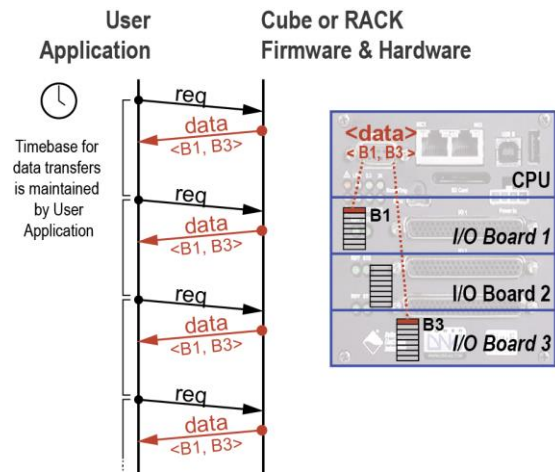 User
Application
Cube or RACK
Firmware & Hardware
Timebase for
data transfers
is maintained
by User
Application
req
data
<B1, B3>
req
data
<B1, B3>
req
data
<B1, B3>
req
data
<B1, B3>
<data>
<B1, B3>
CPU
B1
I/O Board 1
I/O Board 2
B3
I/O Board 3